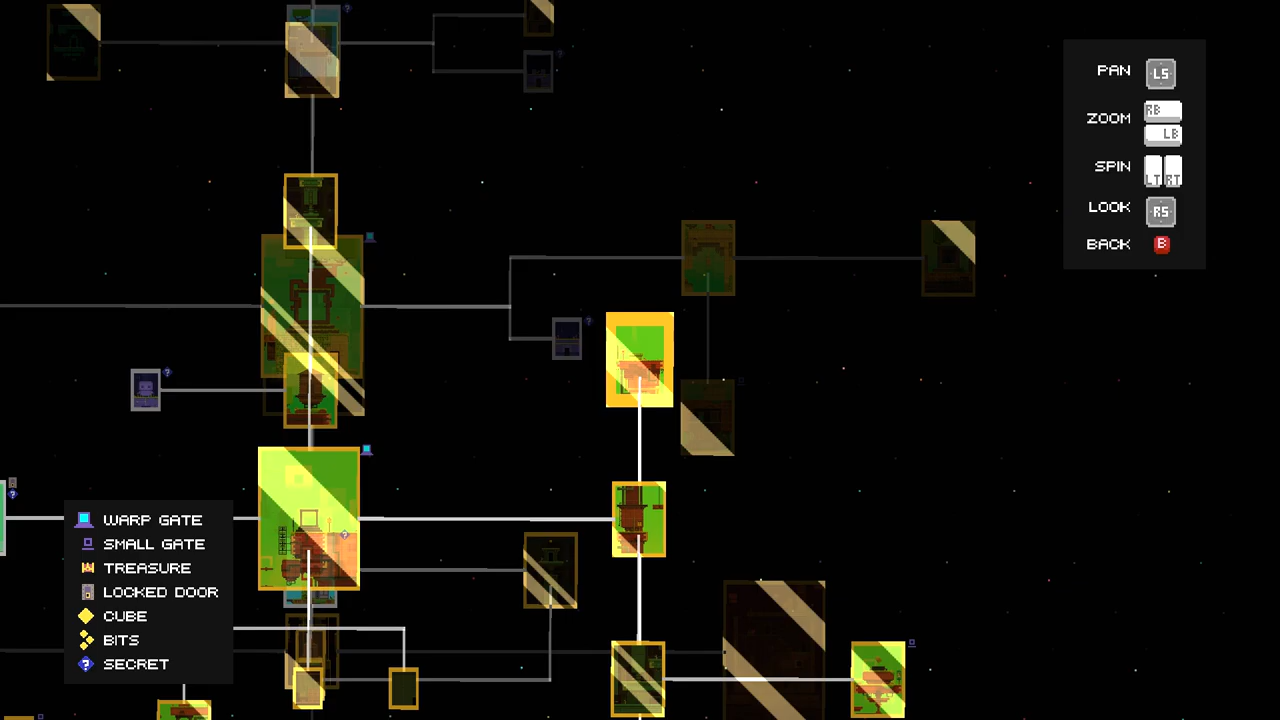 PAN LS
ZOOM RB
LB
SPIN LT RT
LOOK RS
BACK B
WARP GATE
SMALL GATE
TREASURE
LOCKED DOOR
CUBE
BITS
? SECRET